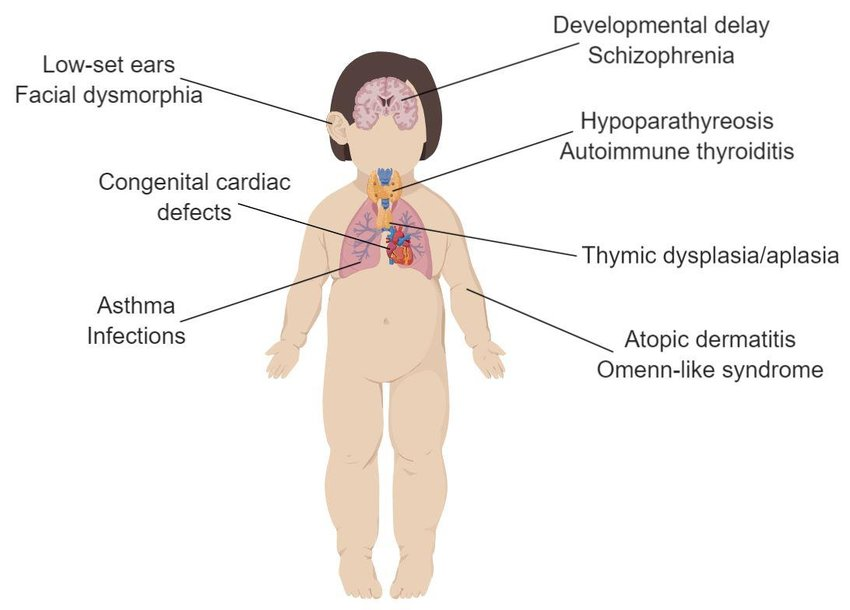 Developmental delay
Schizophrenia
Low-set ears
Facial dysmorphia
Hypoparathyreosis
Autoimmune thyroiditis
Congenital cardiac
defects
Thymic dysplasia/aplasia
Asthma
Infections
Atopic dermatitis
Omenn-like syndrome